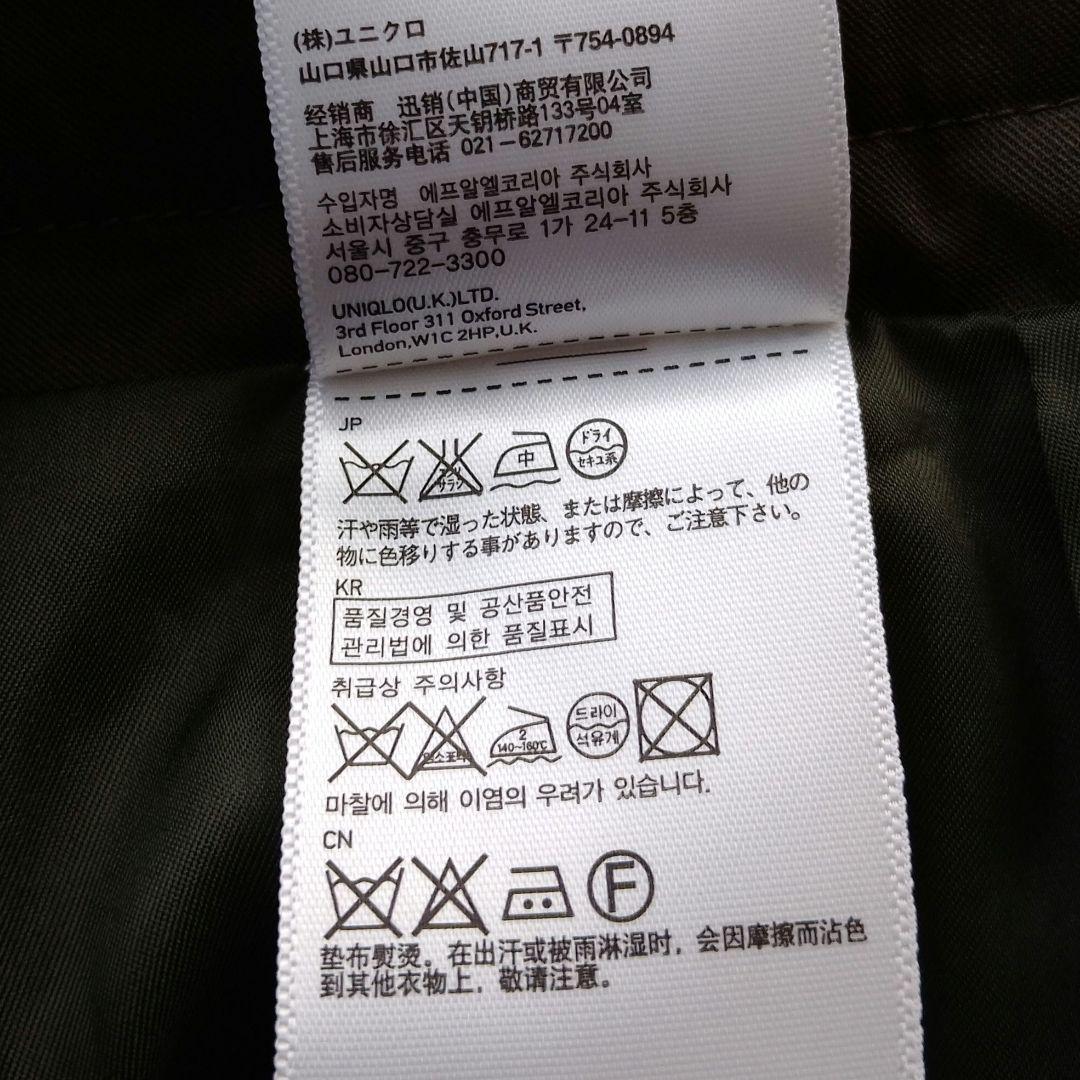 (株)ユニクロ
山口県山口市佐山717-1 〒754-0894
经销商 迅销(中国)商贸有限公司
上海市徐汇区天钥桥路133号04室
售后服务电话 021-62717200
수입자명 에프알엘코리아 주식회사
소비자상담실 에프알엘코리아 주식회사
서울시 중구 충무로 1가 24-11 5층
080-722-3300
UNIQLO(U.K.)LTD.
3rd Floor 311 Oxford Street,
London,W1C 2HP,U.K.
JP
中
ドライ
セキユ系
汗や雨等で湿った状態、または摩擦によって、他の
物に色移りする事がありますので、ご注意下さい。
KR
품질경영 및 공산품안전
관리법에 의한 품질표시
취급상 주의사항
2
140~160℃
드라이
석유계
마찰에 의해 이염의 우려가 있습니다.
CN
F
垫布熨烫。在出汗或被雨淋湿时，会因摩擦而沾色
到其他衣物上，敬请注意。